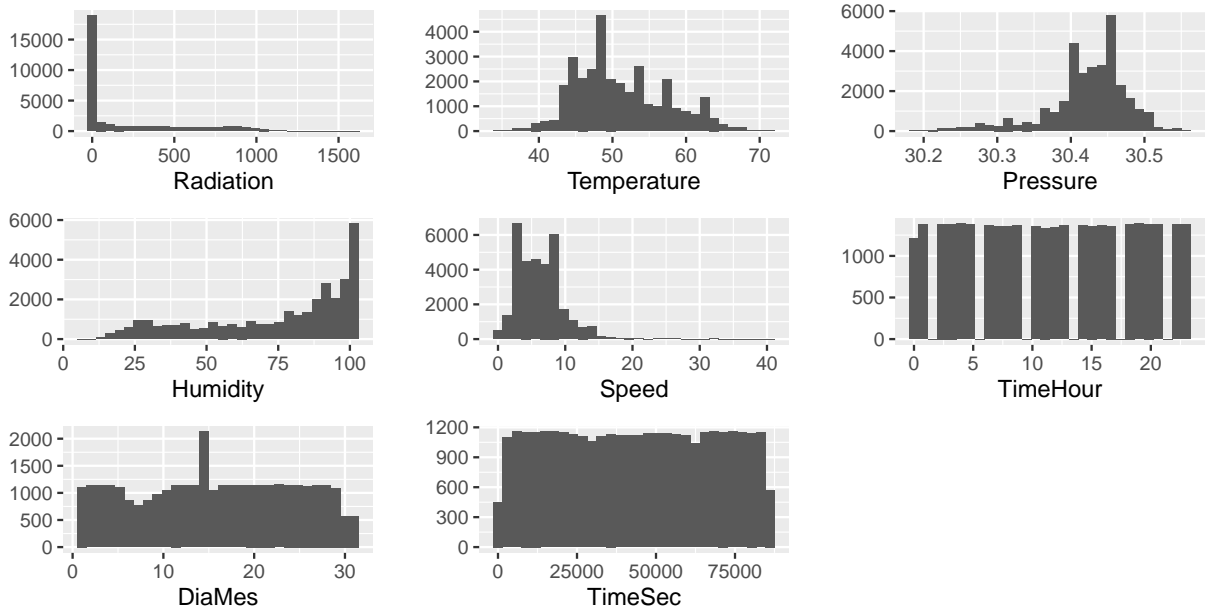 15000
10000
5000
0
0 500 1000 1500
Radiation
4000
3000
2000
1000
0
40 50 60 70
Temperature
6000
4000
2000
0
30.2 30.3 30.4 30.5
Pressure
6000
4000
2000
0
0 25 50 75 100
Humidity
6000
4000
2000
0
0 10 20 30 40
Speed
1000
500
0
0 5 10 15 20
TimeHour
2000
1500
1000
500
0
0 10 20 30
DiaMes
1200
900
600
300
0
0 25000 50000 75000
TimeSec